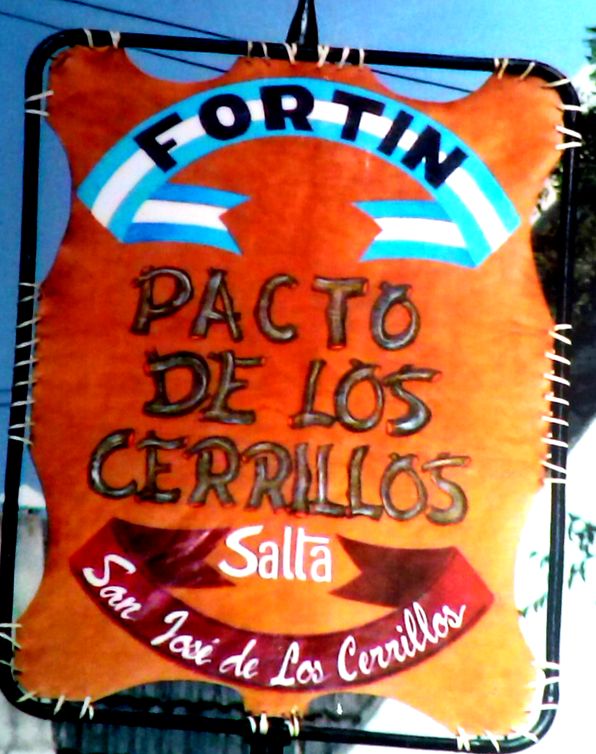 FORTIN
PACTO
DE LOS
CERRILLOS
Salta
San José de Los Cerrillos